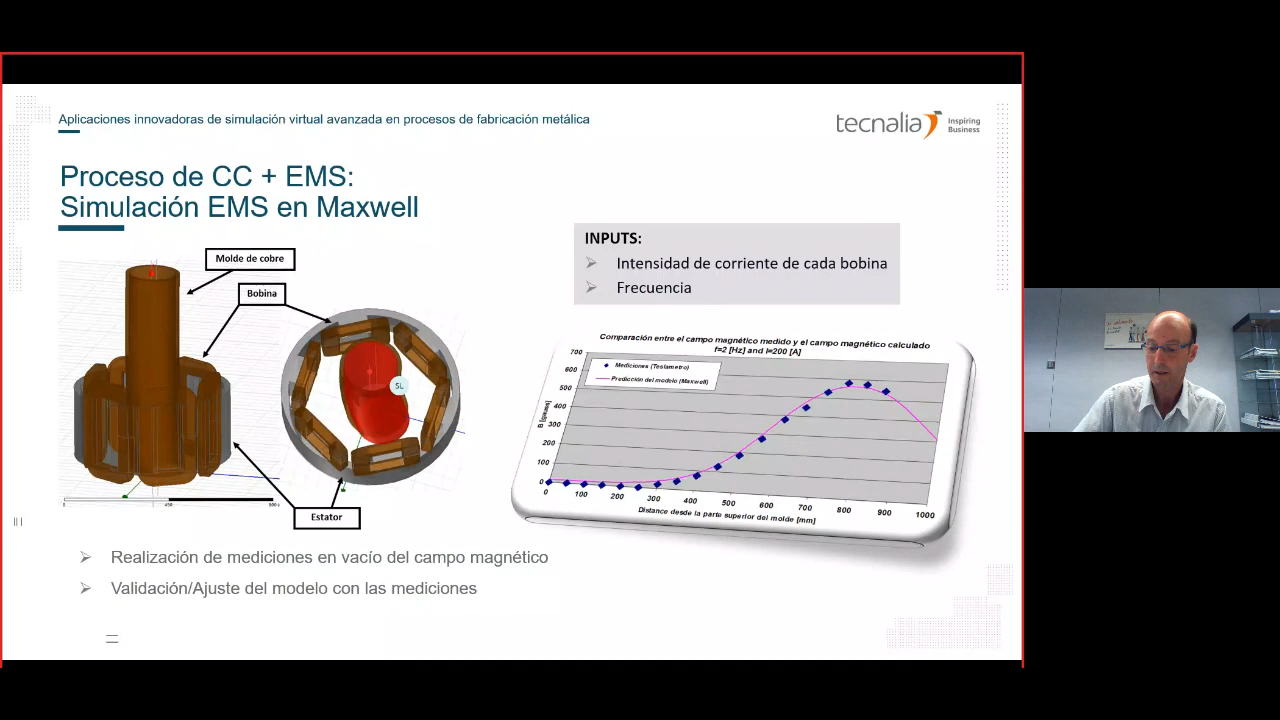 Aplicaciones innovadoras de simulación virtual avanzada en procesos de fabricación metálica
tecnalia Inspiring
Business
Proceso de CC + EMS:
Simulación EMS en Maxwell
Molde de cobre
Bobina
SL
Estator
INPUTS:
Intensidad de corriente de cada bobina
Frecuencia
Comparación entre el campo magnético medido y el campo magnético calculado
f=2 [Hz] and I=200 [A]
Mediciones (Teslametro)
Predicción del modelo (Maxwell)
B [gauss]
700
600
500
400
300
200
100
0
0 100 200 300 400 500 600 700 800 900 1000
Distance desde la parte superior del molde [mm]
Realización de mediciones en vacío del campo magnético
Validación/Ajuste del modelo con las mediciones